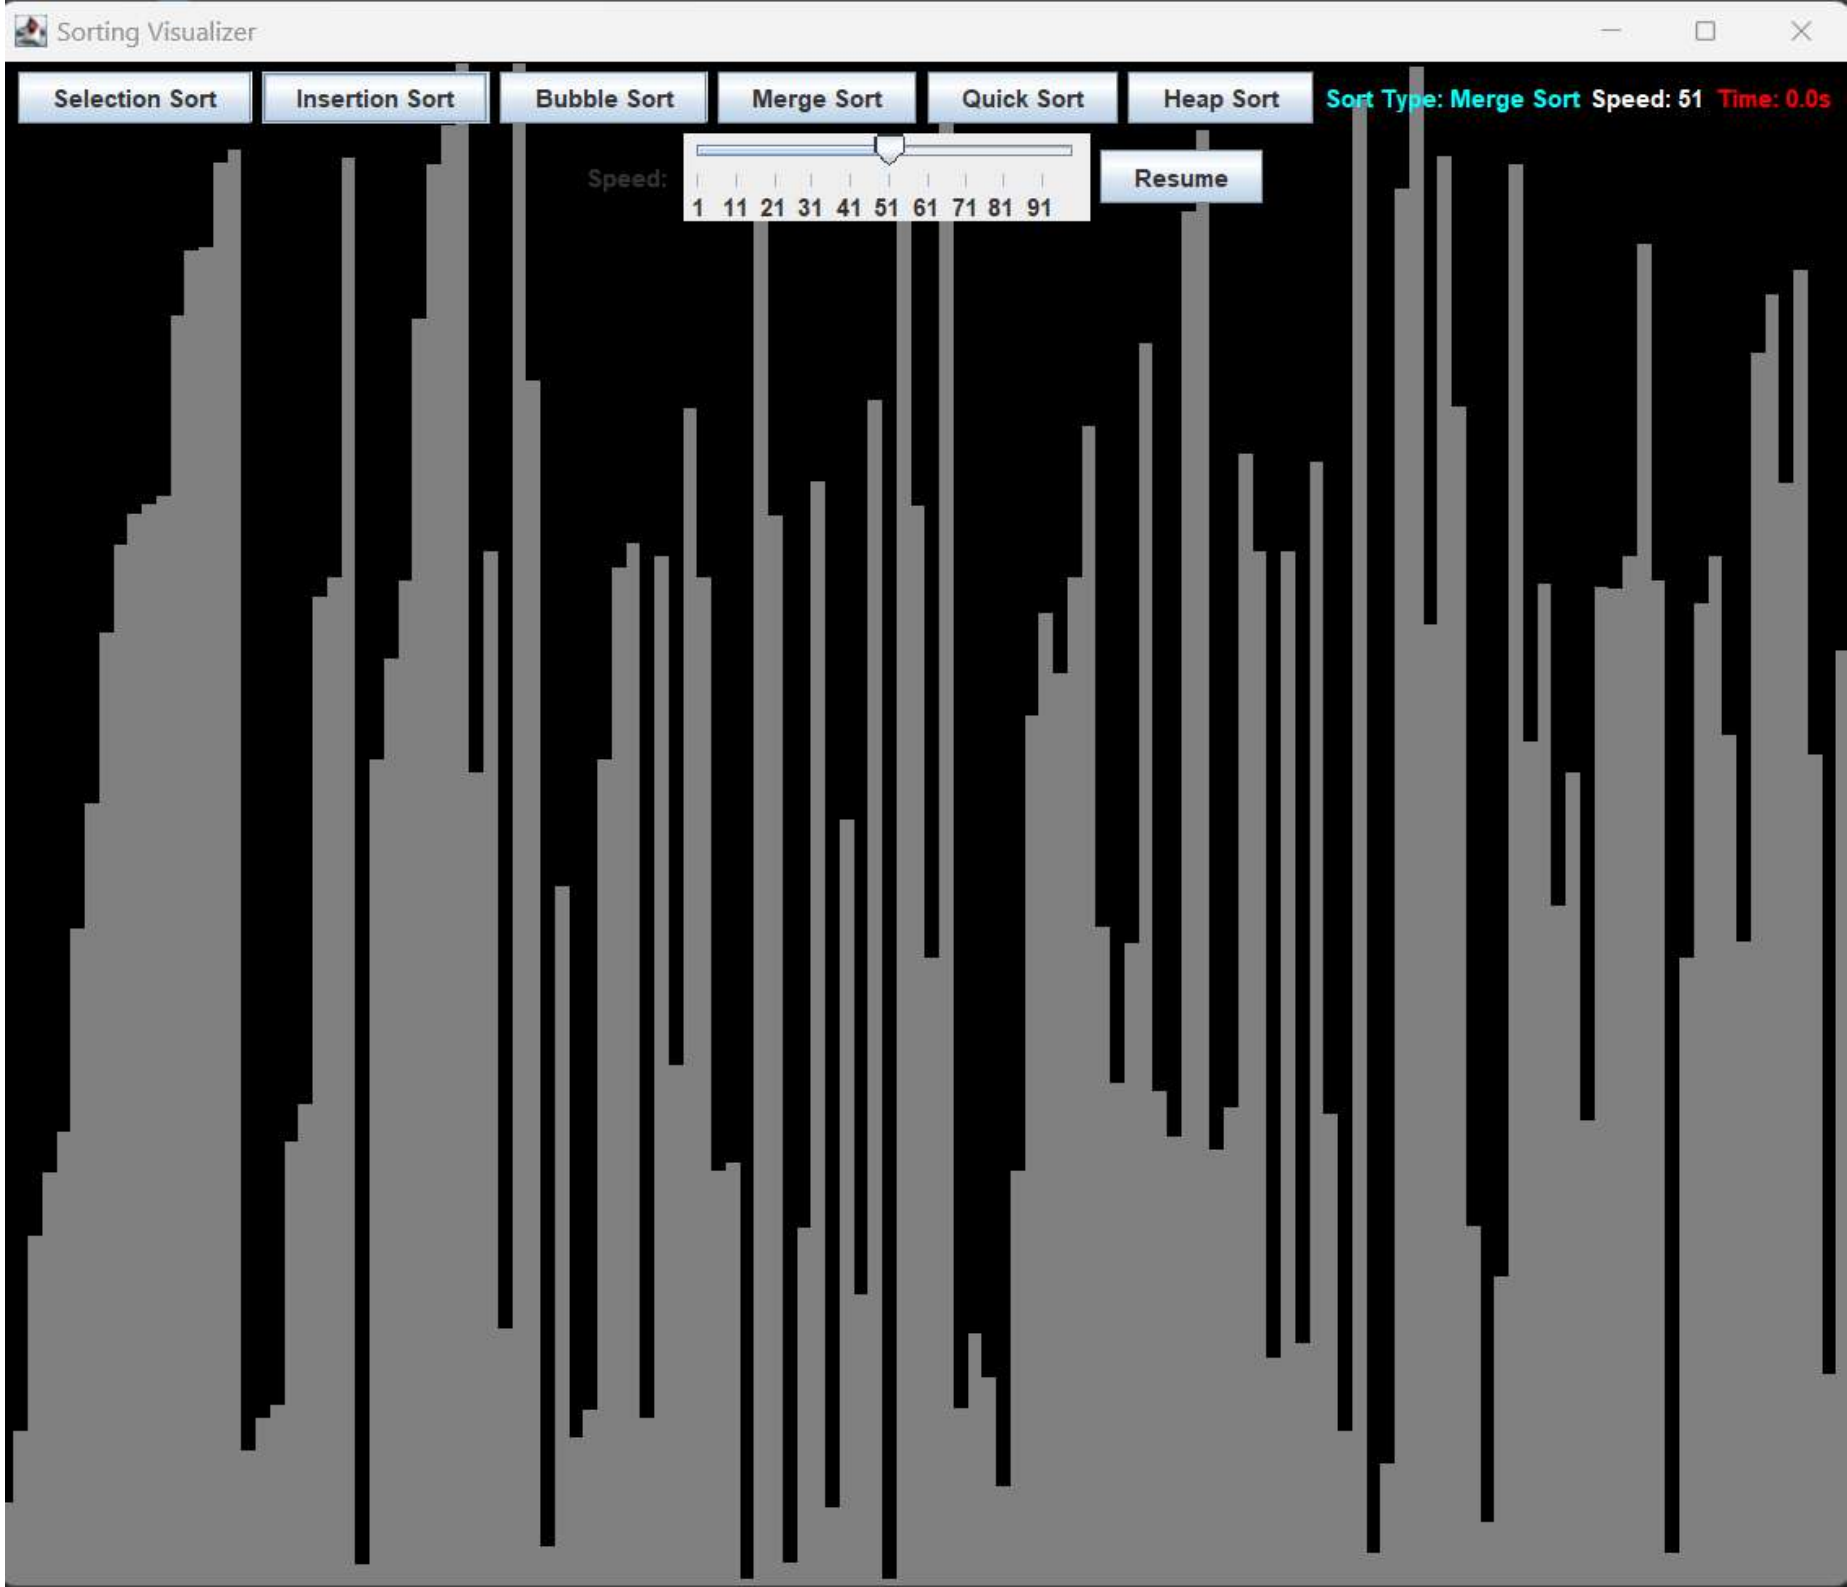 Sorting Visualizer
Selection Sort Insertion Sort Bubble Sort Merge Sort Quick Sort Heap Sort Sort Type: Merge Sort Speed: 51 Time: 0.0s
Speed: Resume
1 11 21 31 41 51 61 71 81 91